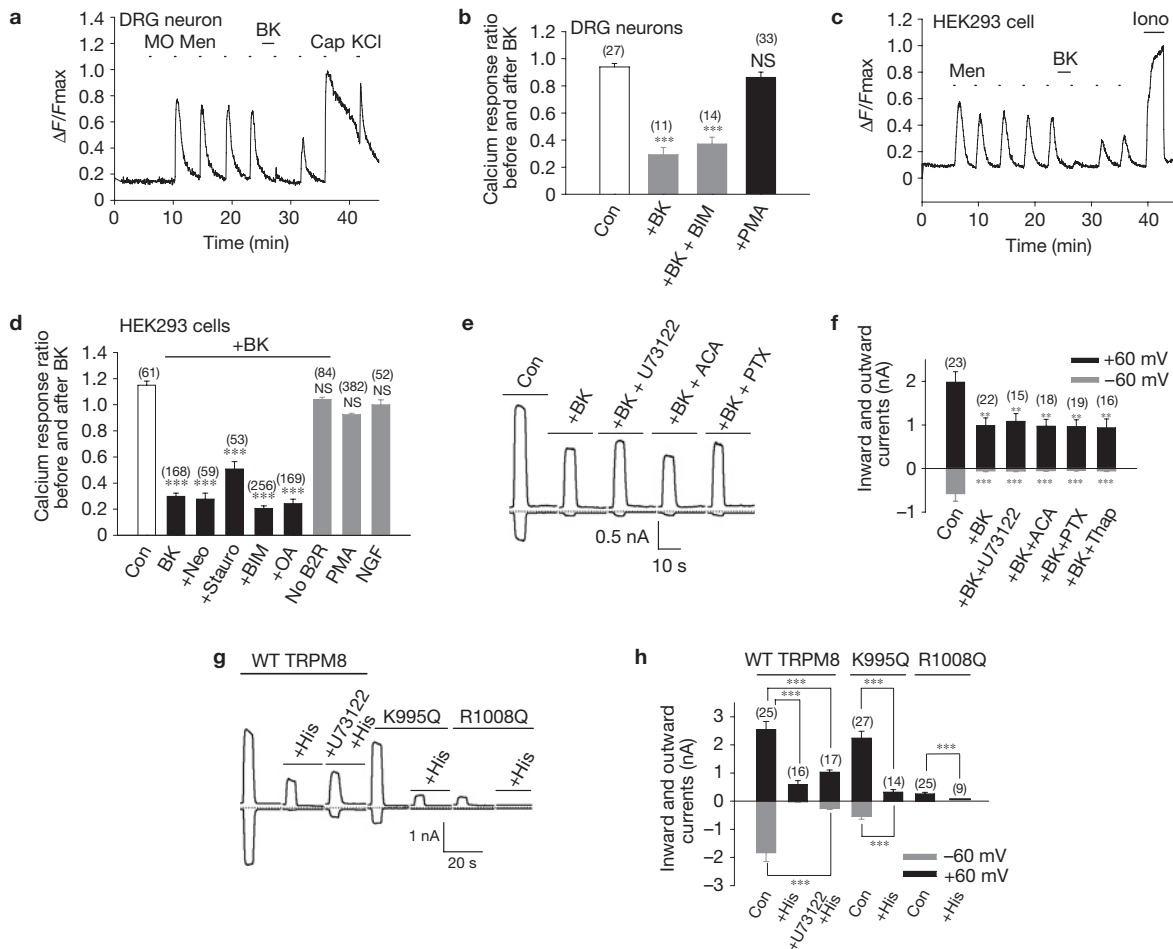 a
DRG neuron
BK
MO Men
Cap KCl
1.4
1.2
1.0
0.8
0.6
0.4
0.2
0
ΔF/Fmax
0 10 20 30 40
Time (min)
b
DRG neurons
(27)
(11)
***
(14)
***
(33)
NS
1.4
1.2
1.0
0.8
0.6
0.4
0.2
0
Calcium response ratio
before and after BK
Con
+BK
+BK + BIM
+PMA
c
HEK293 cell
Iono
Men
BK
1.4
1.2
1.0
0.8
0.6
0.4
0.2
0
ΔF/Fmax
0 10 20 30 40
Time (min)
d
HEK293 cells
+BK
(61)
(168)
***
(59)
***
(53)
***
(256)
***
(169)
***
(84)
NS
(382)
NS
(52)
NS
1.4
1.2
1.0
0.8
0.6
0.4
0.2
0
Calcium response ratio
before and after BK
Con
BK
+Neo
+Stauro
+BIM
+OA
No B2R
PMA
NGF
e
Con
+BK
+BK + U73122
+BK + ACA
+BK + PTX
0.5 nA
10 s
f
+60 mV
−60 mV
(23)
(22)
**
(15)
**
(18)
**
(19)
**
(16)
**
***
***
***
***
***
2
1
0
−1
Inward and outward
currents (nA)
Con
+BK
+BK+U73122
+BK+ACA
+BK+PTX
+BK+Thap
g
WT TRPM8
+His
+U73122
+His
K995Q
+His
R1008Q
+His
1 nA
20 s
h
WT TRPM8
K995Q
R1008Q
***
***
***
***
(25)
(16)
(17)
(27)
(14)
(25)
(9)
4
3
2
1
0
−1
−2
−3
Inward and outward
currents (nA)
***
***
−60 mV
+60 mV
Con
+His
+U73122
+His
Con
+His
Con
+His